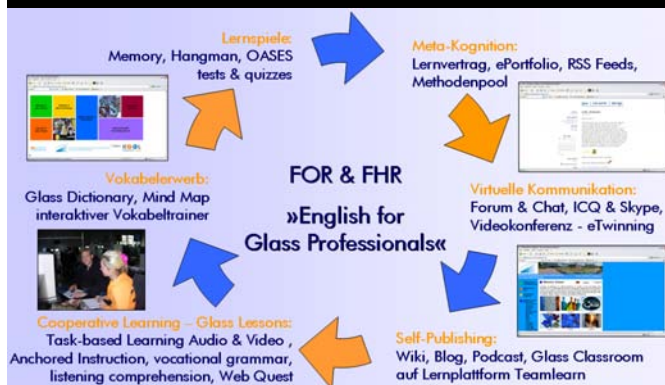 Lernspiele:
Memory, Hangman, OASES
tests & quizzes
Meta-Kognition:
Lernvertrag, ePortfolio, RSS Feeds,
Methodenpool
Vokabelerwerb:
Glass Dictionary, Mind Map
interaktiver Vokabeltrainer
FOR & FHR
»English for
Glass Professionals«
Virtuelle Kommunikation:
Forum & Chat, ICQ & Skype,
Videokonferenz - eTwinning
Cooperative Learning – Glass Lessons:
Task-based Learning Audio & Video ,
Anchored Instruction, vocational grammar,
listening comprehension, Web Quest
Self-Publishing:
Wiki, Blog, Podcast, Glass Classroom
auf Lernplattform Teamlearn